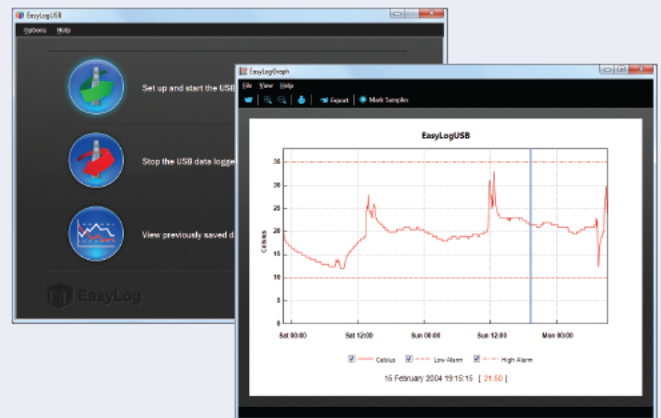 EasyLogUSB
Options Help
Set up and start the USB
Stop the USB data logge
View previously saved d
EasyLog
EasyLogGraph
File View Help
Export Mark Samples
EasyLogUSB
Celsius
35
30
25
20
15
10
5
0
Sat 00:00 Sat 12:00 Sun 00:00 Sun 12:00 Mon 00:00
Celsius Low Alarm High Alarm
15 February 2004 19:15:15 [ 21.50 ]